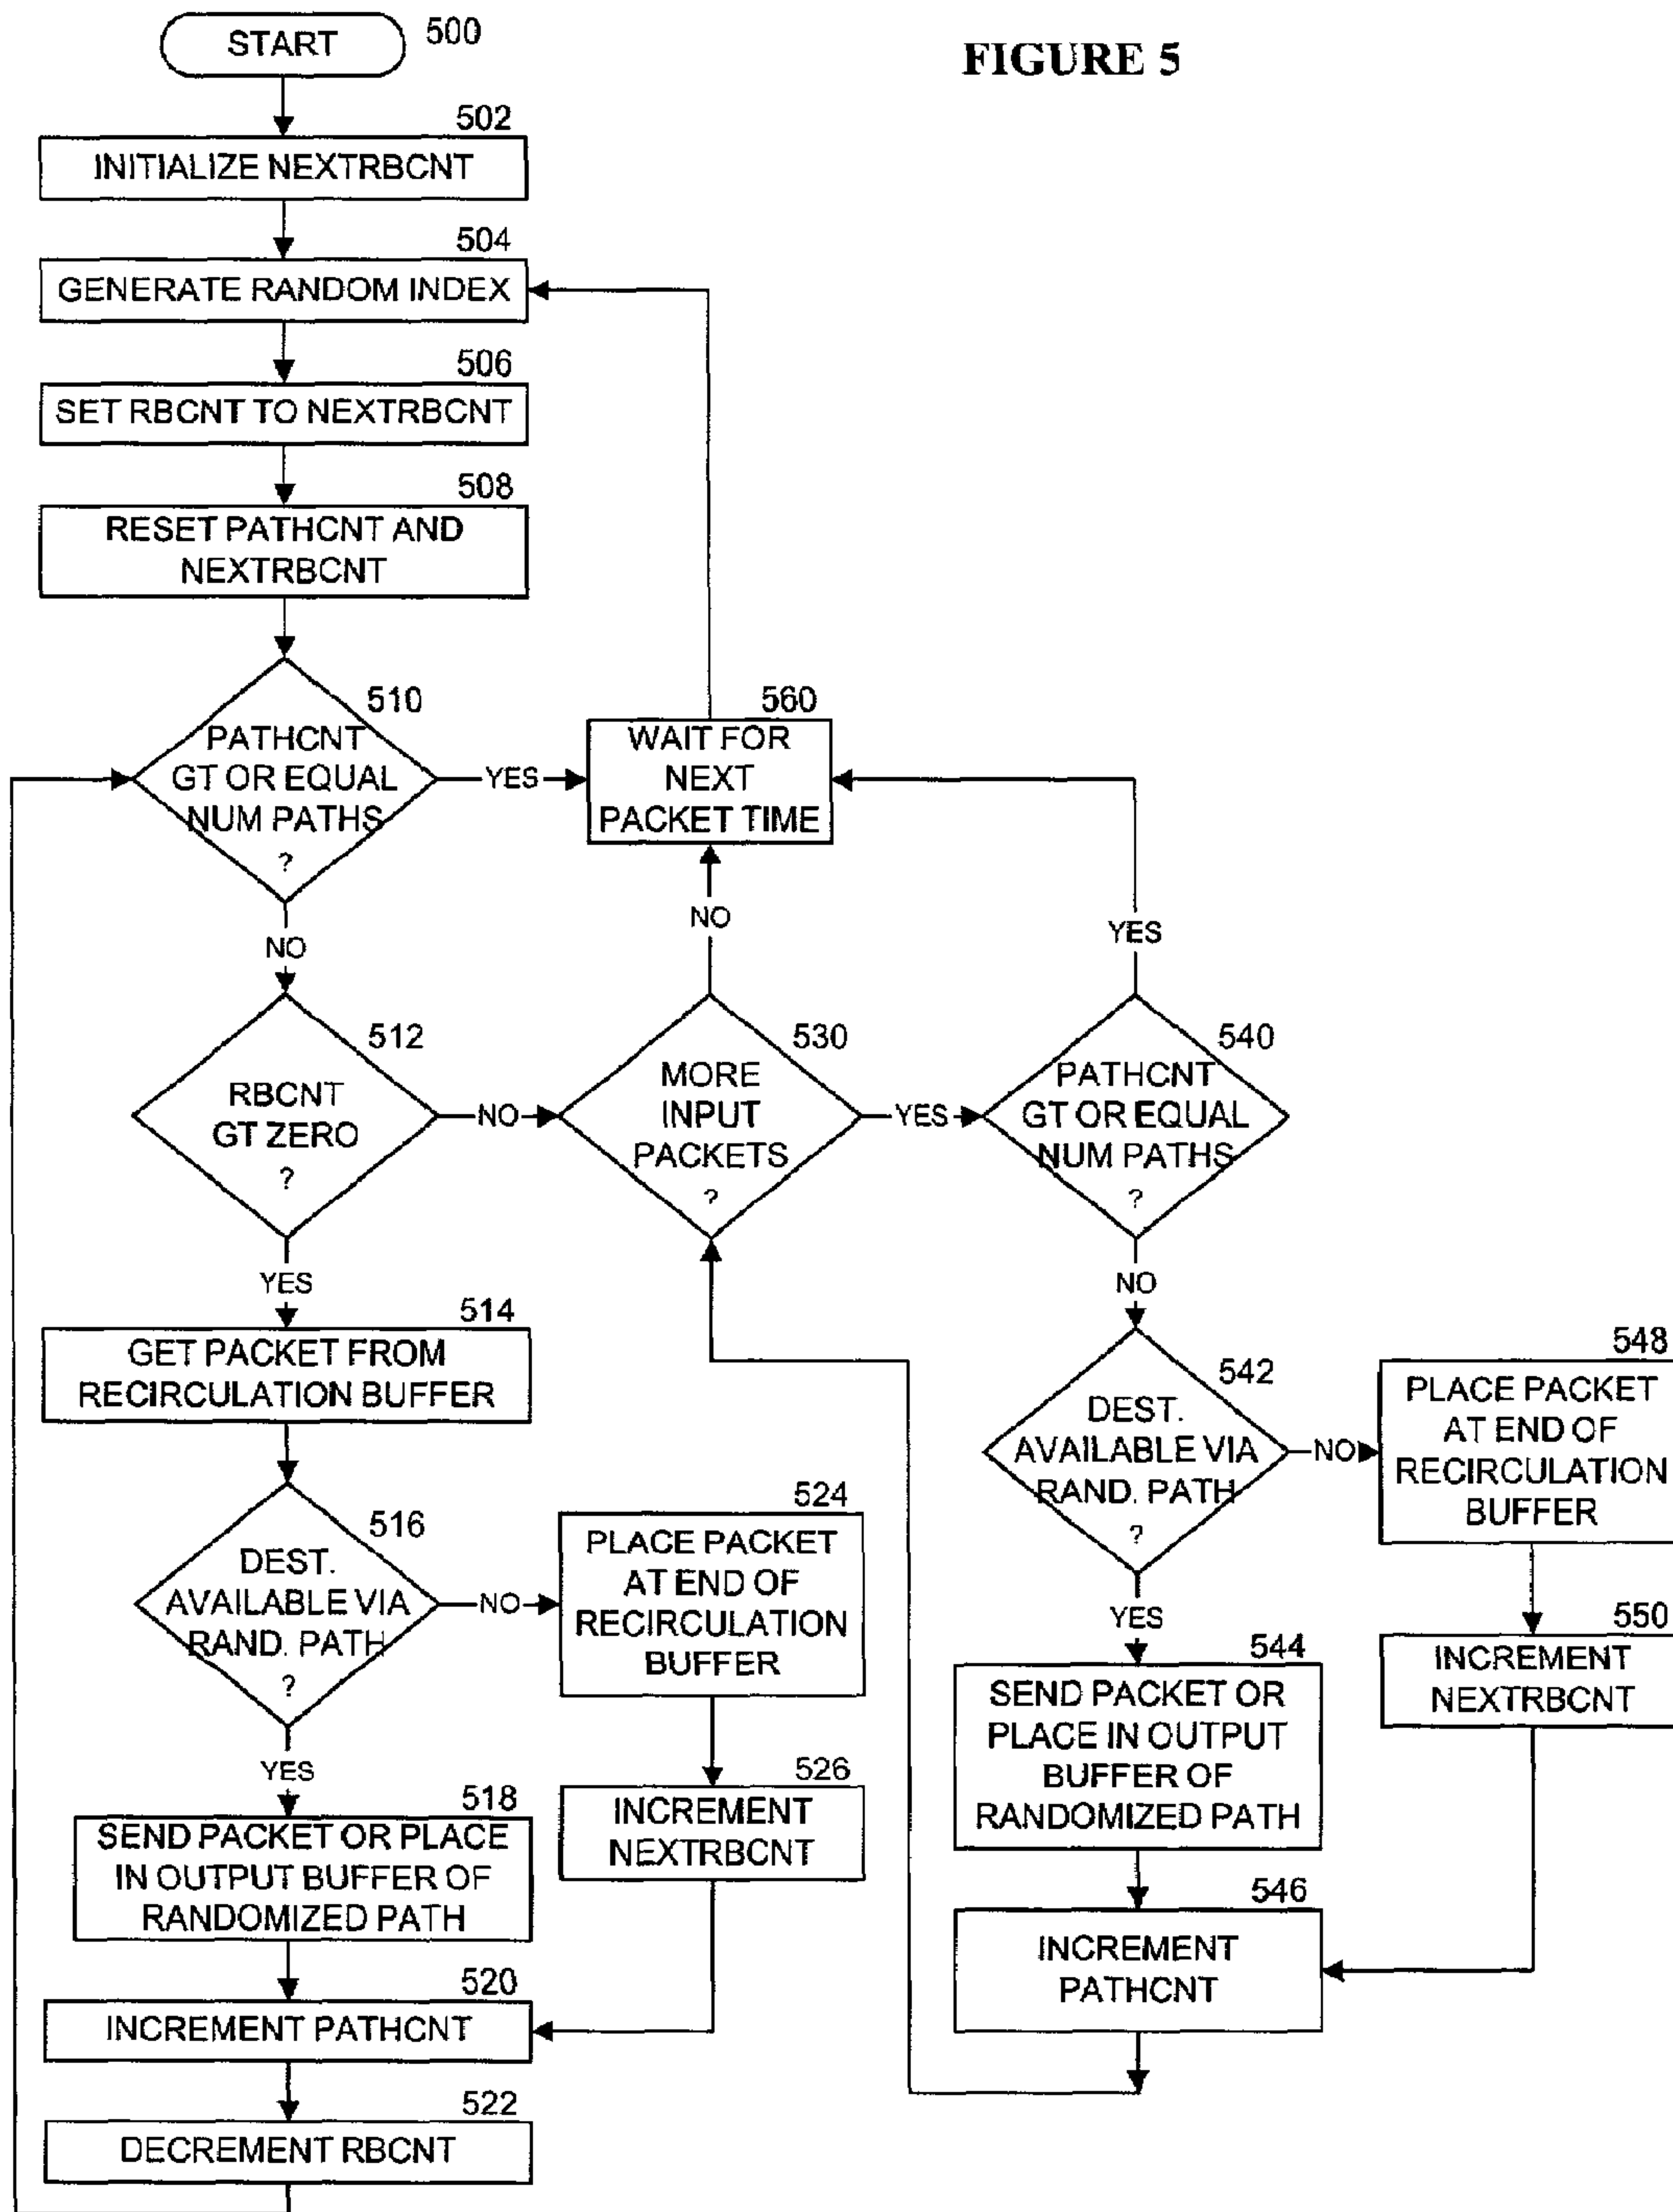 FIGURE 5
START
500
502
INITIALIZE NEXTRBCNT
504
GENERATE RANDOM INDEX
506
SET RBCNT TO NEXTRBCNT
508
RESET PATHCNT AND
NEXTRBCNT
510
PATHCNT
GT OR EQUAL
NUM PATHS
?
YES
NO
560
WAIT FOR
NEXT
PACKET TIME
NO
YES
512
RBCNT
GT ZERO
?
NO
YES
530
MORE
INPUT
PACKETS
?
YES
540
PATHCNT
GT OR EQUAL
NUM PATHS
?
NO
514
GET PACKET FROM
RECIRCULATION BUFFER
516
DEST.
AVAILABLE VIA
RAND. PATH
?
NO
YES
524
PLACE PACKET
AT END OF
RECIRCULATION
BUFFER
526
INCREMENT
NEXTRBCNT
518
SEND PACKET OR PLACE
IN OUTPUT BUFFER OF
RANDOMIZED PATH
520
INCREMENT PATHCNT
522
DECREMENT RBCNT
542
DEST.
AVAILABLE VIA
RAND. PATH
?
NO
YES
548
PLACE PACKET
AT END OF
RECIRCULATION
BUFFER
550
INCREMENT
NEXTRBCNT
544
SEND PACKET OR
PLACE IN OUTPUT
BUFFER OF
RANDOMIZED PATH
546
INCREMENT
PATHCNT